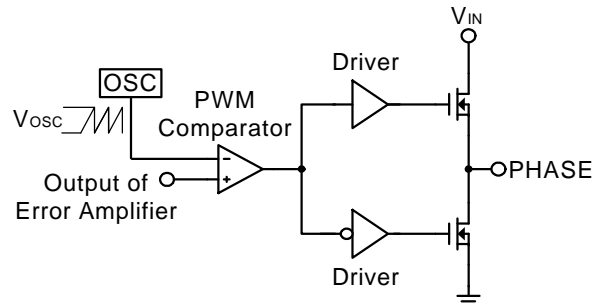 VIN
Driver
OSC
VOSC
PWM
Comparator
-
+
Output of
Error Amplifier
PHASE
Driver